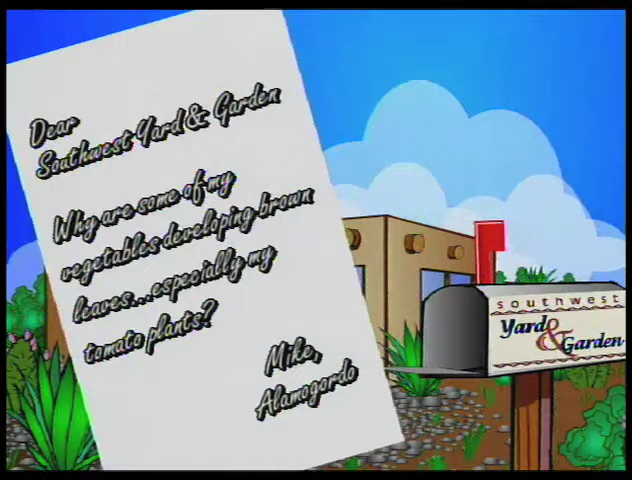 Dear
Southwest Yard & Garden
Why are some of my
vegetables developing brown
leaves...especially my
tomato plants?
Mike,
Alamogordo
southwest
Yard & Garden